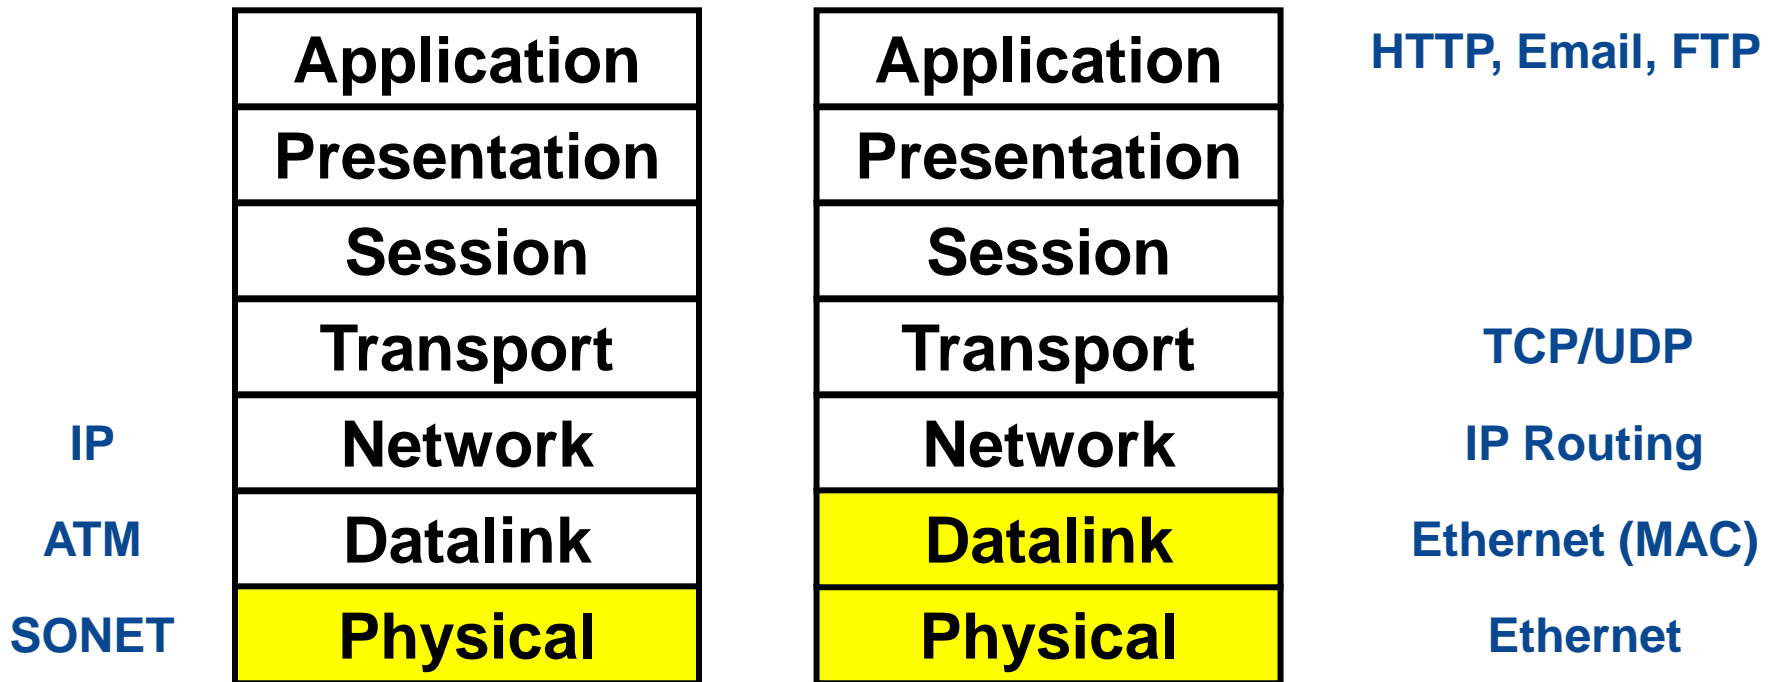 Application Application HTTP, Email, FTP
Presentation Presentation
Session Session
Transport Transport TCP/UDP
IP Network Network IP Routing
ATM Datalink Datalink Ethernet (MAC)
SONET Physical Physical Ethernet